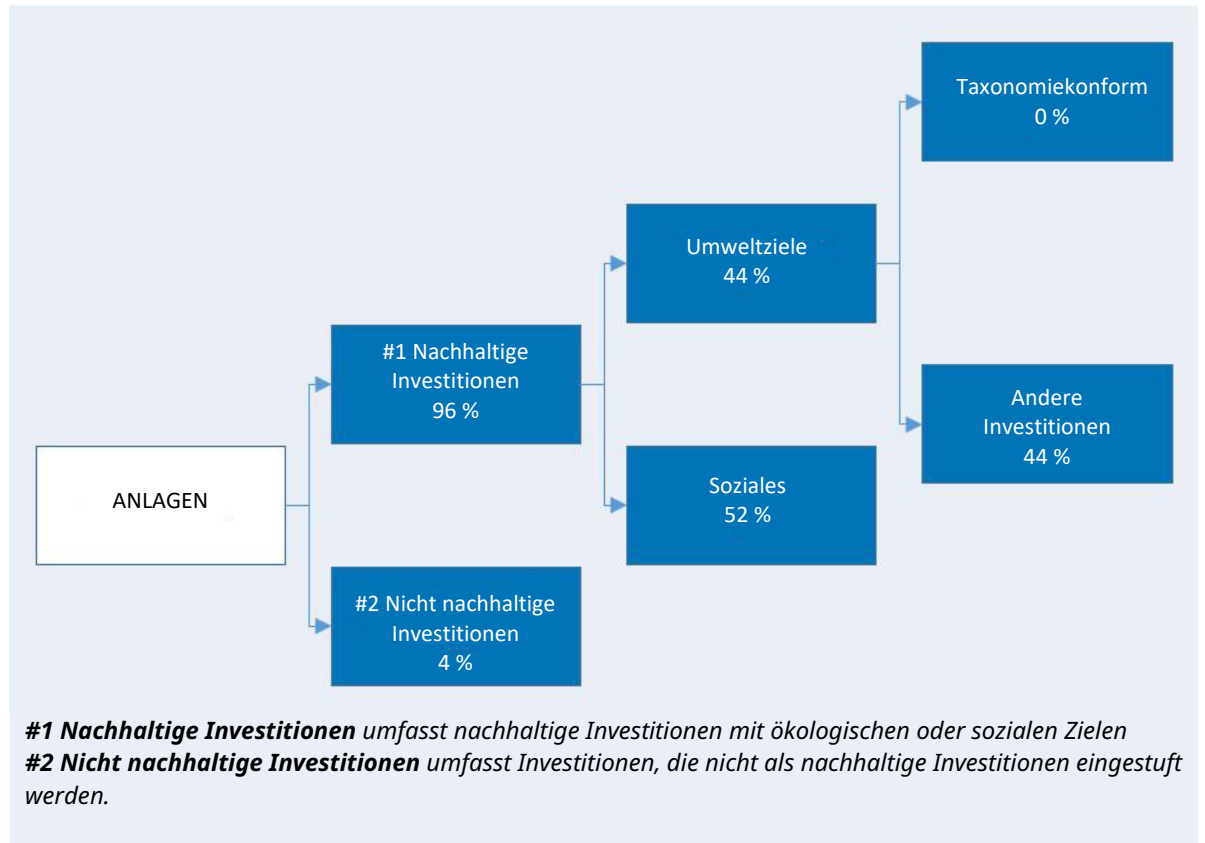 Taxonomiekonform
0 %
Umweltziele
44 %
#1 Nachhaltige
Investitionen
96 %
Andere
Investitionen
44 %
ANLAGEN
Soziales
52 %
#2 Nicht nachhaltige
Investitionen
4 %
#1 Nachhaltige Investitionen umfasst nachhaltige Investitionen mit ökologischen oder sozialen Zielen
#2 Nicht nachhaltige Investitionen umfasst Investitionen, die nicht als nachhaltige Investitionen eingestuft
werden.